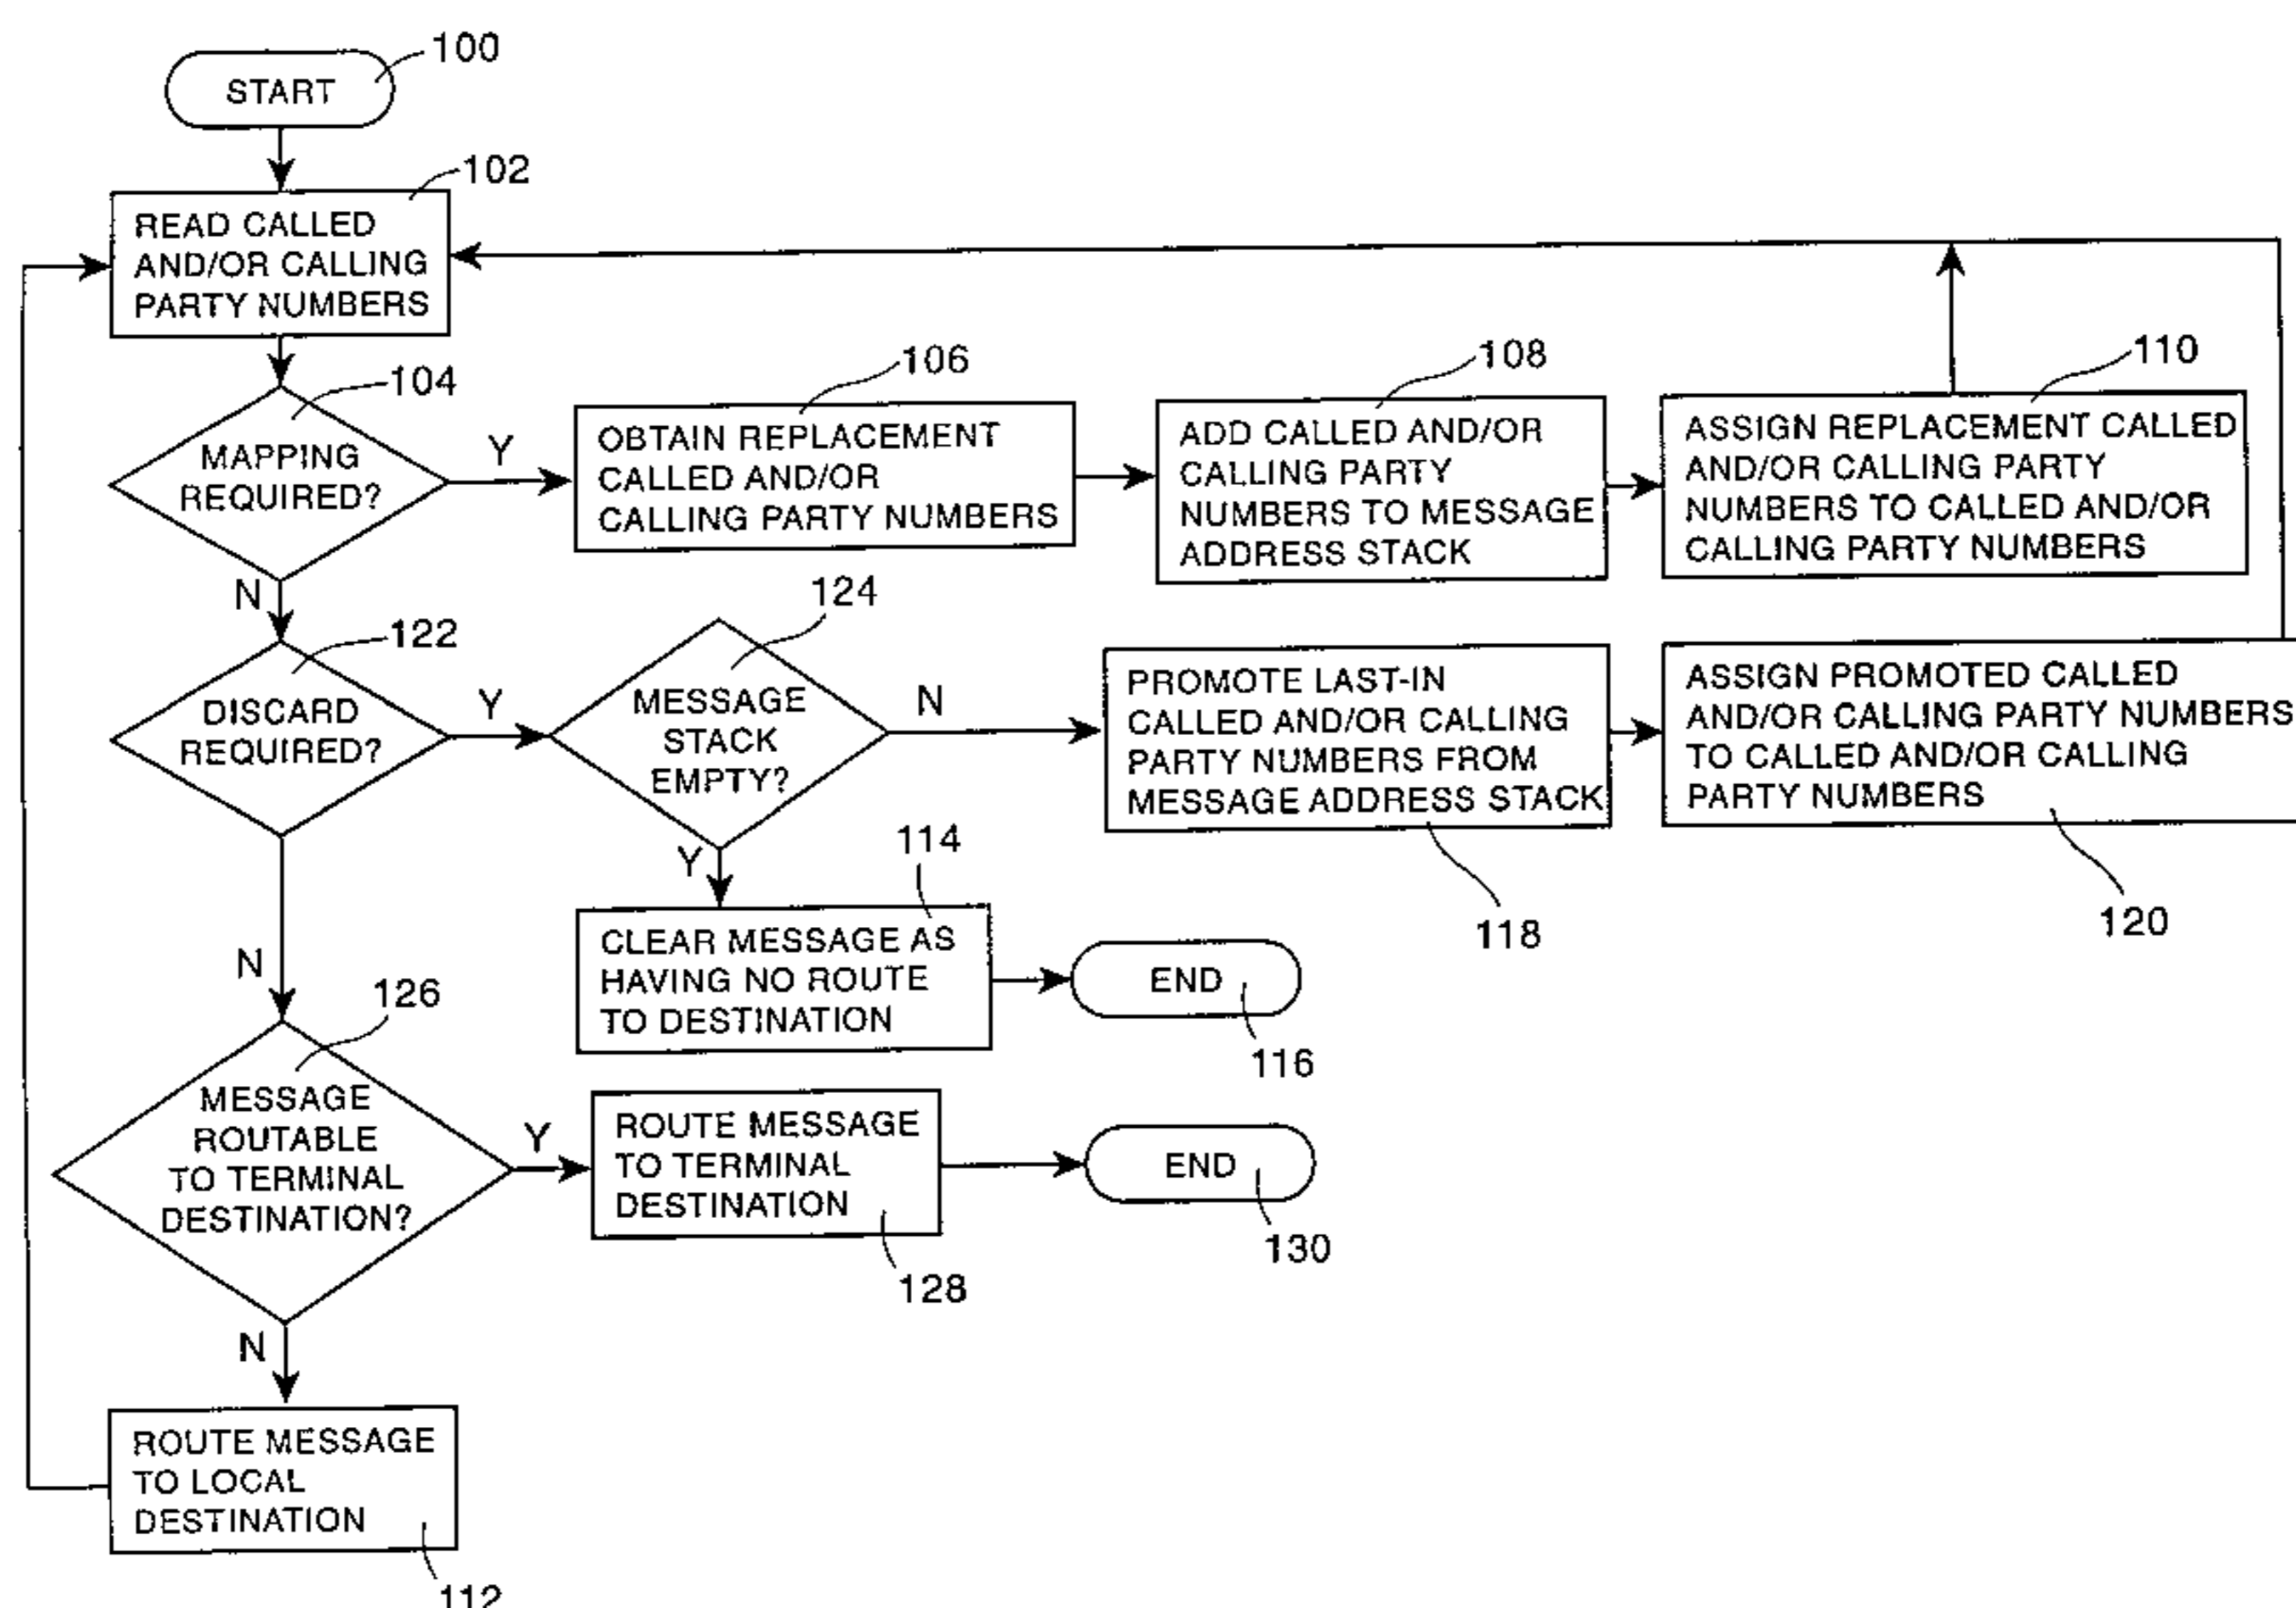 100
START
102
READ CALLED
AND/OR CALLING
PARTY NUMBERS
104
MAPPING
REQUIRED?
Y
N
106
OBTAIN REPLACEMENT
CALLED AND/OR
CALLING PARTY NUMBERS
108
ADD CALLED AND/OR
CALLING PARTY
NUMBERS TO MESSAGE
ADDRESS STACK
110
ASSIGN REPLACEMENT CALLED
AND/OR CALLING PARTY
NUMBERS TO CALLED AND/OR
CALLING PARTY NUMBERS
122
DISCARD
REQUIRED?
Y
N
124
MESSAGE
STACK
EMPTY?
N
Y
PROMOTE LAST-IN
CALLED AND/OR CALLING
PARTY NUMBERS FROM
MESSAGE ADDRESS STACK
118
ASSIGN PROMOTED CALLED
AND/OR CALLING PARTY NUMBERS
TO CALLED AND/OR CALLING
PARTY NUMBERS
120
114
CLEAR MESSAGE AS
HAVING NO ROUTE
TO DESTINATION
END
116
126
MESSAGE
ROUTABLE
TO TERMINAL
DESTINATION?
Y
N
ROUTE MESSAGE
TO TERMINAL
DESTINATION
128
END
130
ROUTE MESSAGE
TO LOCAL
DESTINATION
112